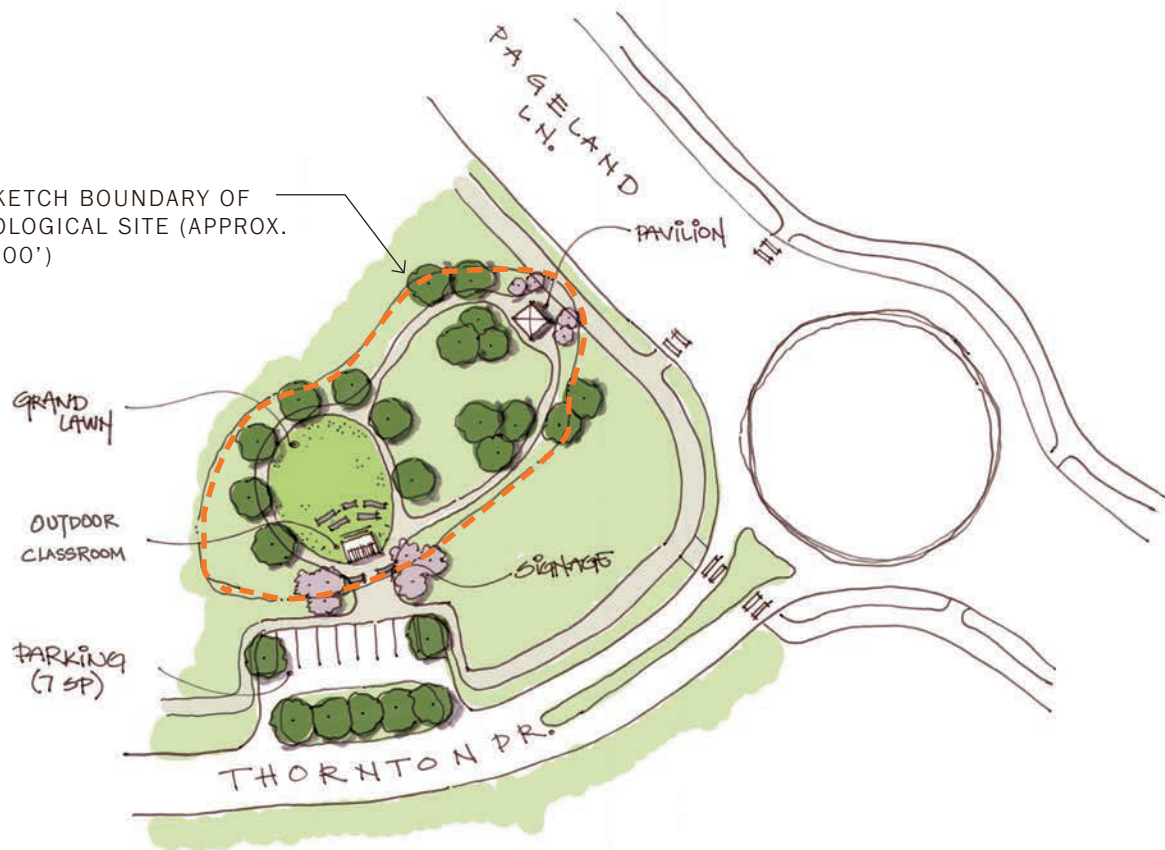 PAGELAND
LN.
KETCH BOUNDARY OF
OLOGICAL SITE (APPROX.
00')
PAVILION
GRAND
LAWN
OUTDOOR
CLASSROOM
SIGNAGE
PARKING
(7 SP)
THORNTON DR.